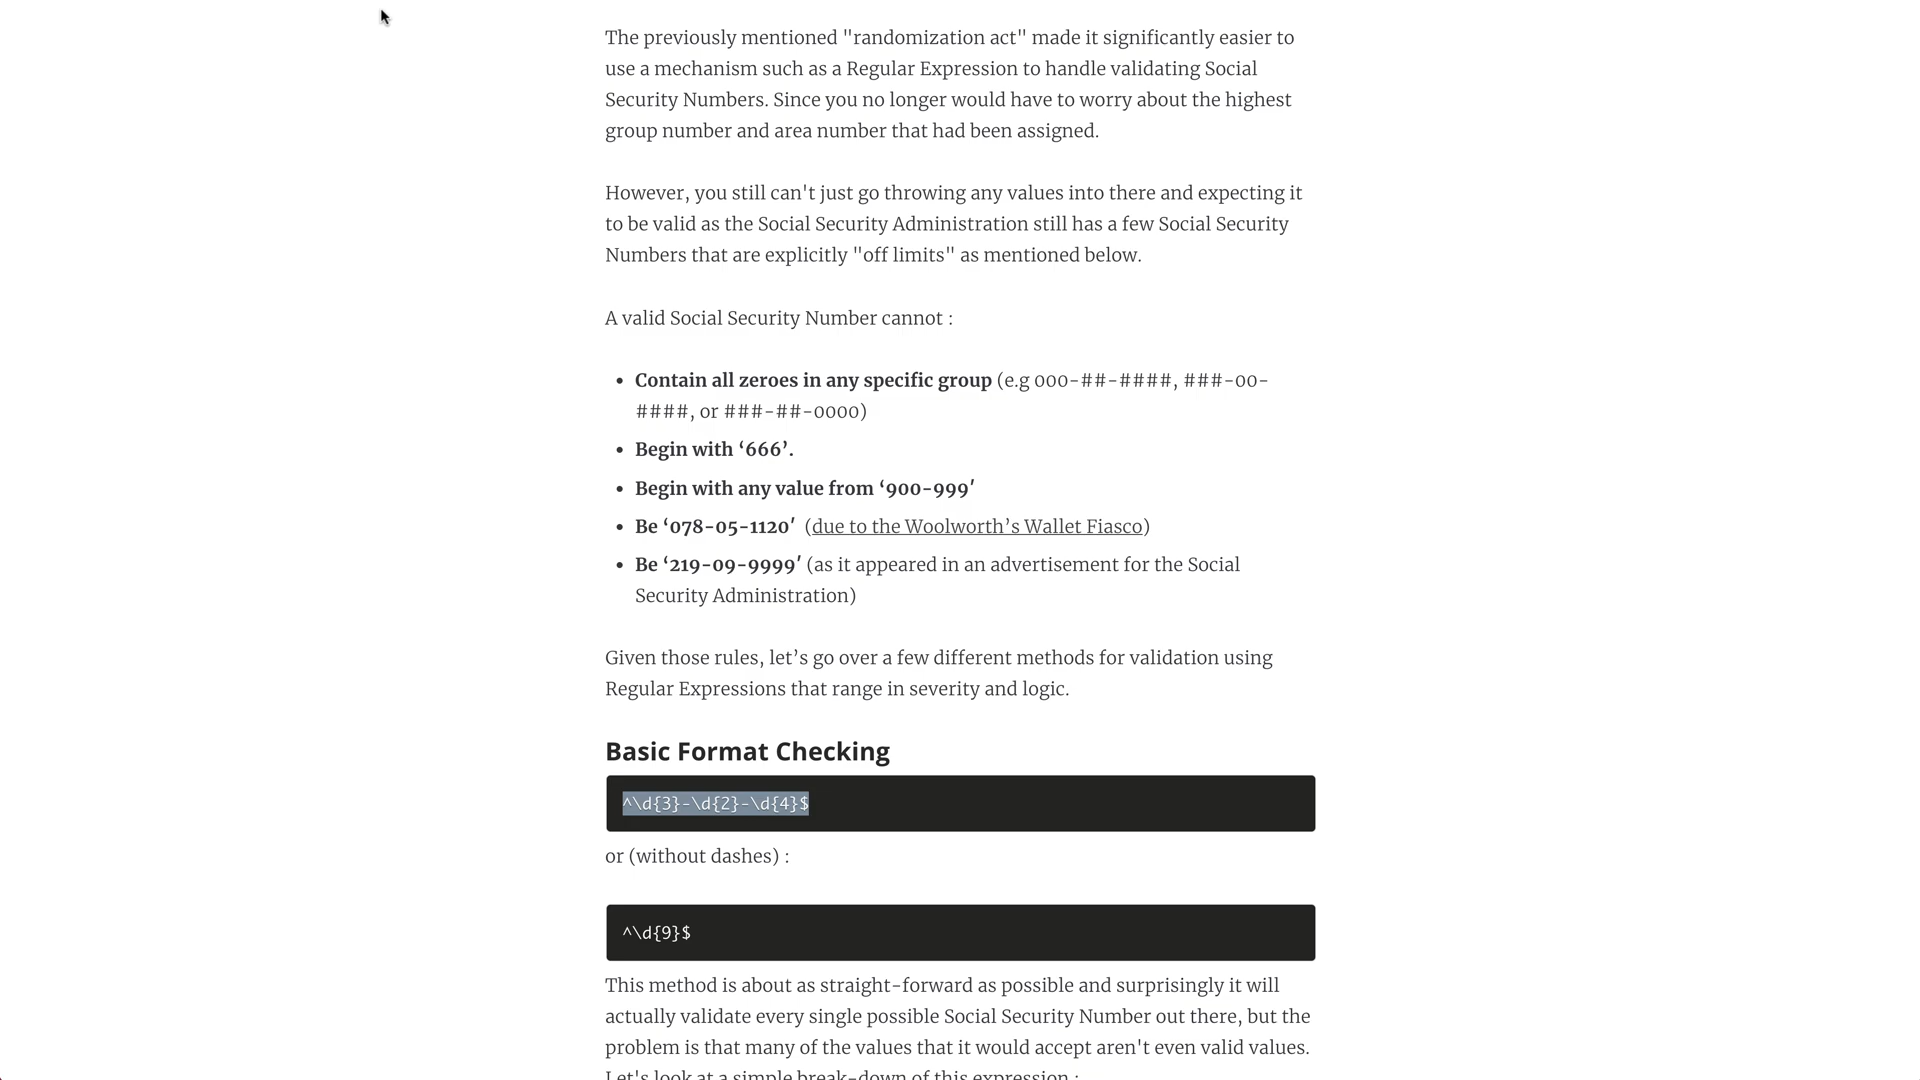 The previously mentioned "randomization act" made it significantly easier to
use a mechanism such as a Regular Expression to handle validating Social
Security Numbers. Since you no longer would have to worry about the highest
group number and area number that had been assigned.
However, you still can't just go throwing any values into there and expecting it
to be valid as the Social Security Administration still has a few Social Security
Numbers that are explicitly "off limits" as mentioned below.
A valid Social Security Number cannot :
• Contain all zeroes in any specific group (e.g 000-##-####, ###-00-
####, or ###-##-0000)
• Begin with ‘666’.
• Begin with any value from ‘900-999′
• Be ‘078-05-1120′ (due to the Woolworth’s Wallet Fiasco)
• Be ‘219-09-9999′ (as it appeared in an advertisement for the Social
Security Administration)
Given those rules, let’s go over a few different methods for validation using
Regular Expressions that range in severity and logic.
Basic Format Checking
^\d{3}-\d{2}-\d{4}$
or (without dashes) :
^\d{9}$
This method is about as straight-forward as possible and surprisingly it will
actually validate every single possible Social Security Number out there, but the
problem is that many of the values that it would accept aren't even valid values.
Let's look at a simple break-down of this expression :